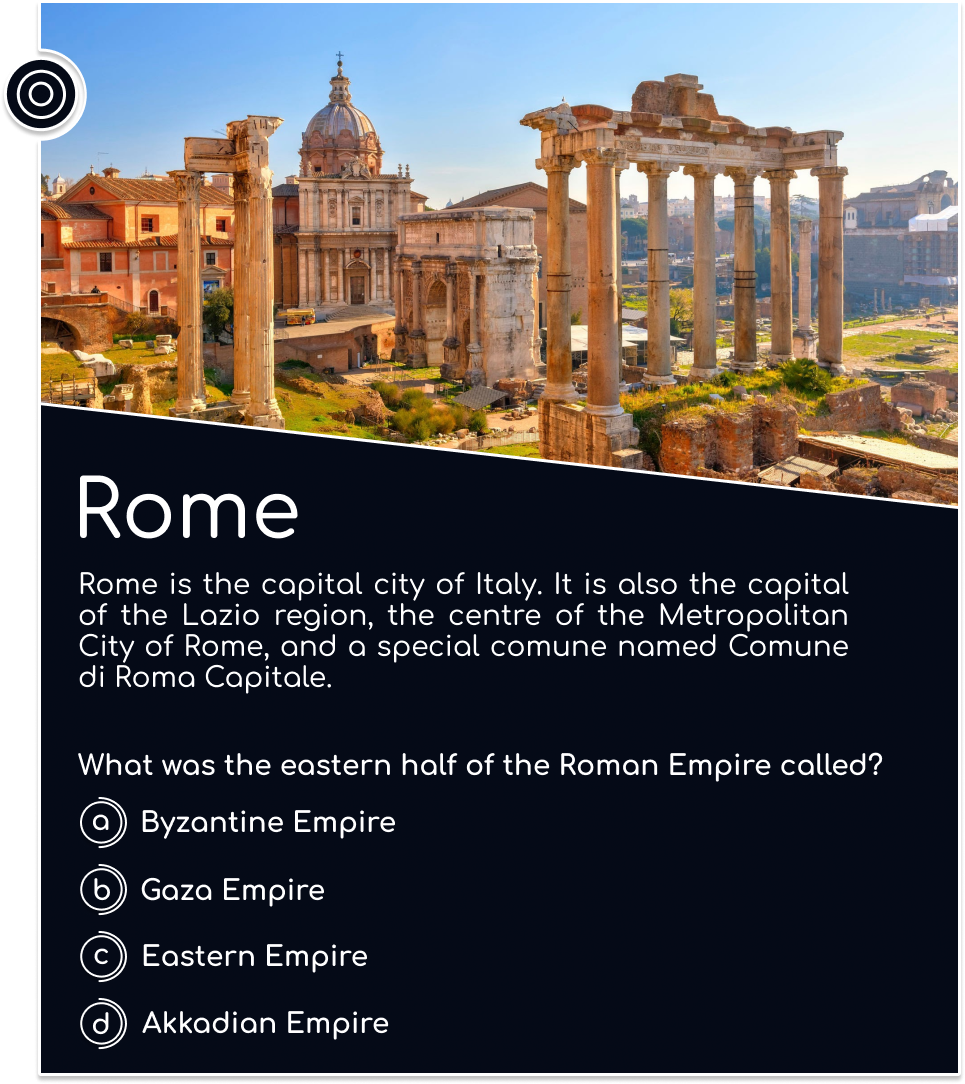 Rome
Rome is the capital city of Italy. It is also the capital
of the Lazio region, the centre of the Metropolitan
City of Rome, and a special comune named Comune
di Roma Capitale.
What was the eastern half of the Roman Empire called?
a Byzantine Empire
b Gaza Empire
c Eastern Empire
d Akkadian Empire